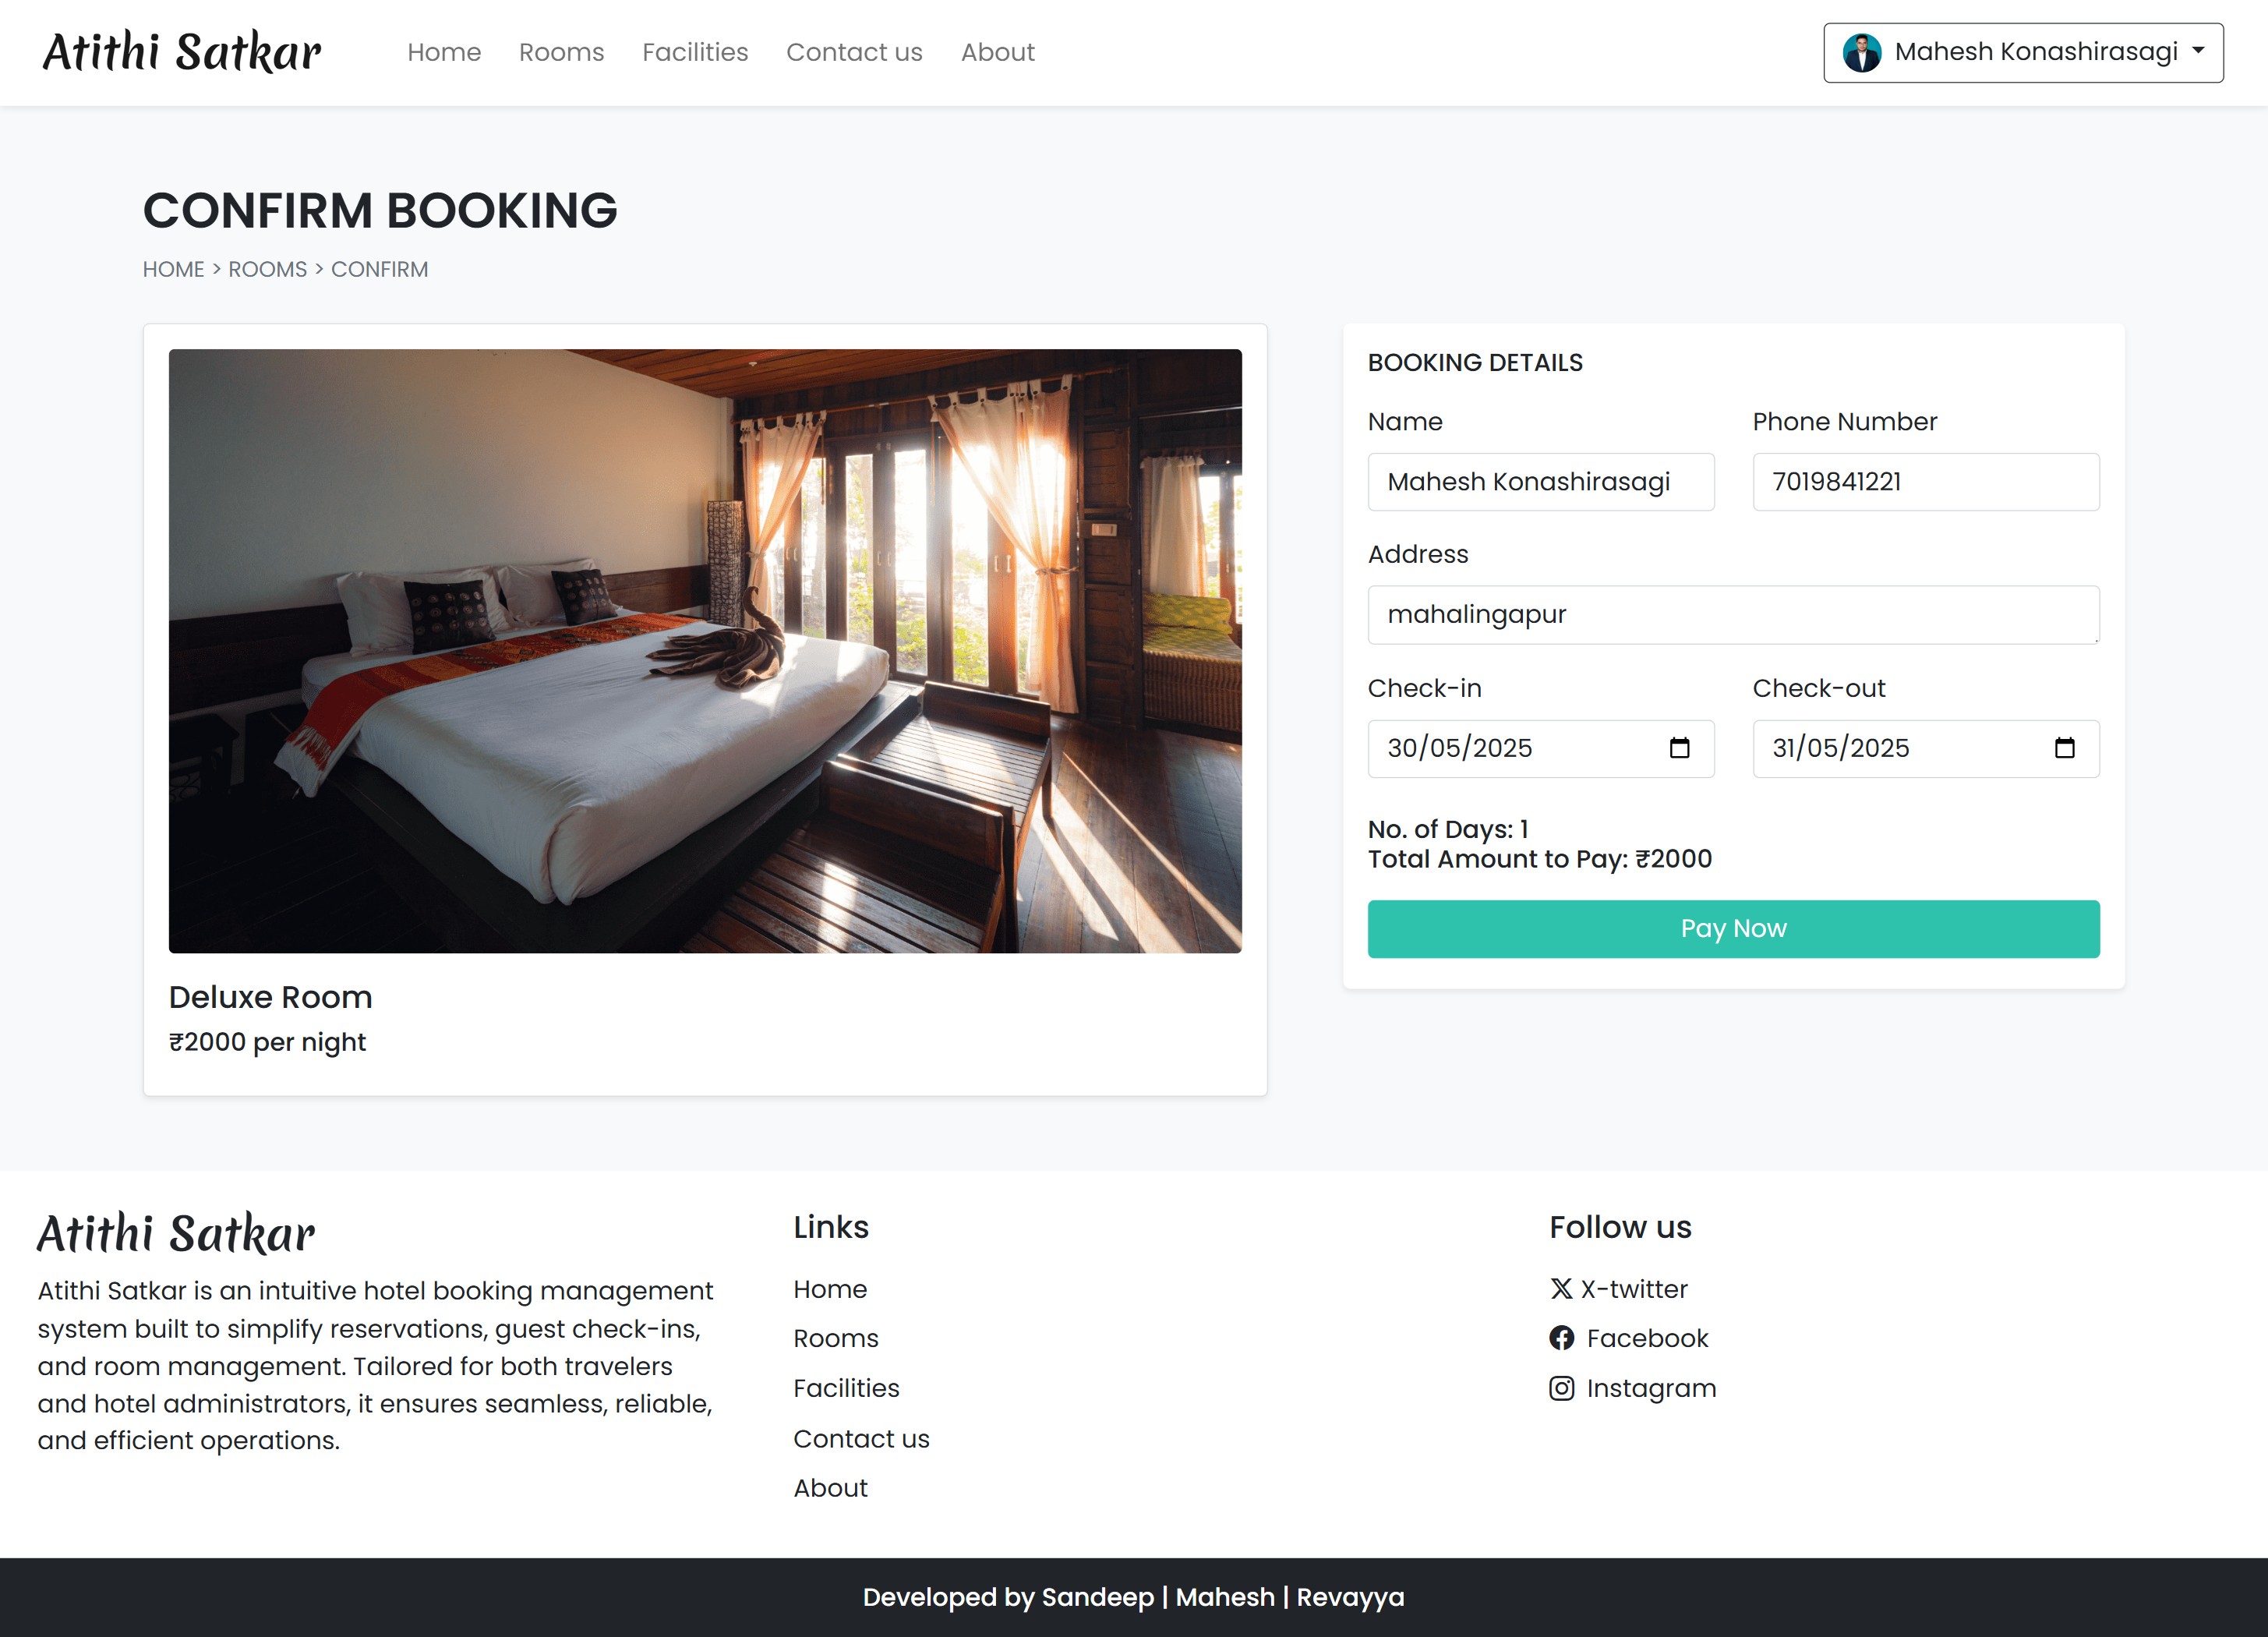 Atithi Satkar
Home Rooms Facilities Contact us About
Mahesh Konashirasagi
CONFIRM BOOKING
HOME > ROOMS > CONFIRM
Deluxe Room
₹2000 per night
BOOKING DETAILS
Name Phone Number
Mahesh Konashirasagi 7019841221
Address
mahalingapur
Check-in Check-out
30/05/2025 31/05/2025
No. of Days: 1
Total Amount to Pay: ₹2000
Pay Now
Atithi Satkar
Atithi Satkar is an intuitive hotel booking management
system built to simplify reservations, guest check-ins,
and room management. Tailored for both travelers
and hotel administrators, it ensures seamless, reliable,
and efficient operations.
Links
Home
Rooms
Facilities
Contact us
About
Follow us
X-twitter
Facebook
Instagram
Developed by Sandeep | Mahesh | Revayya